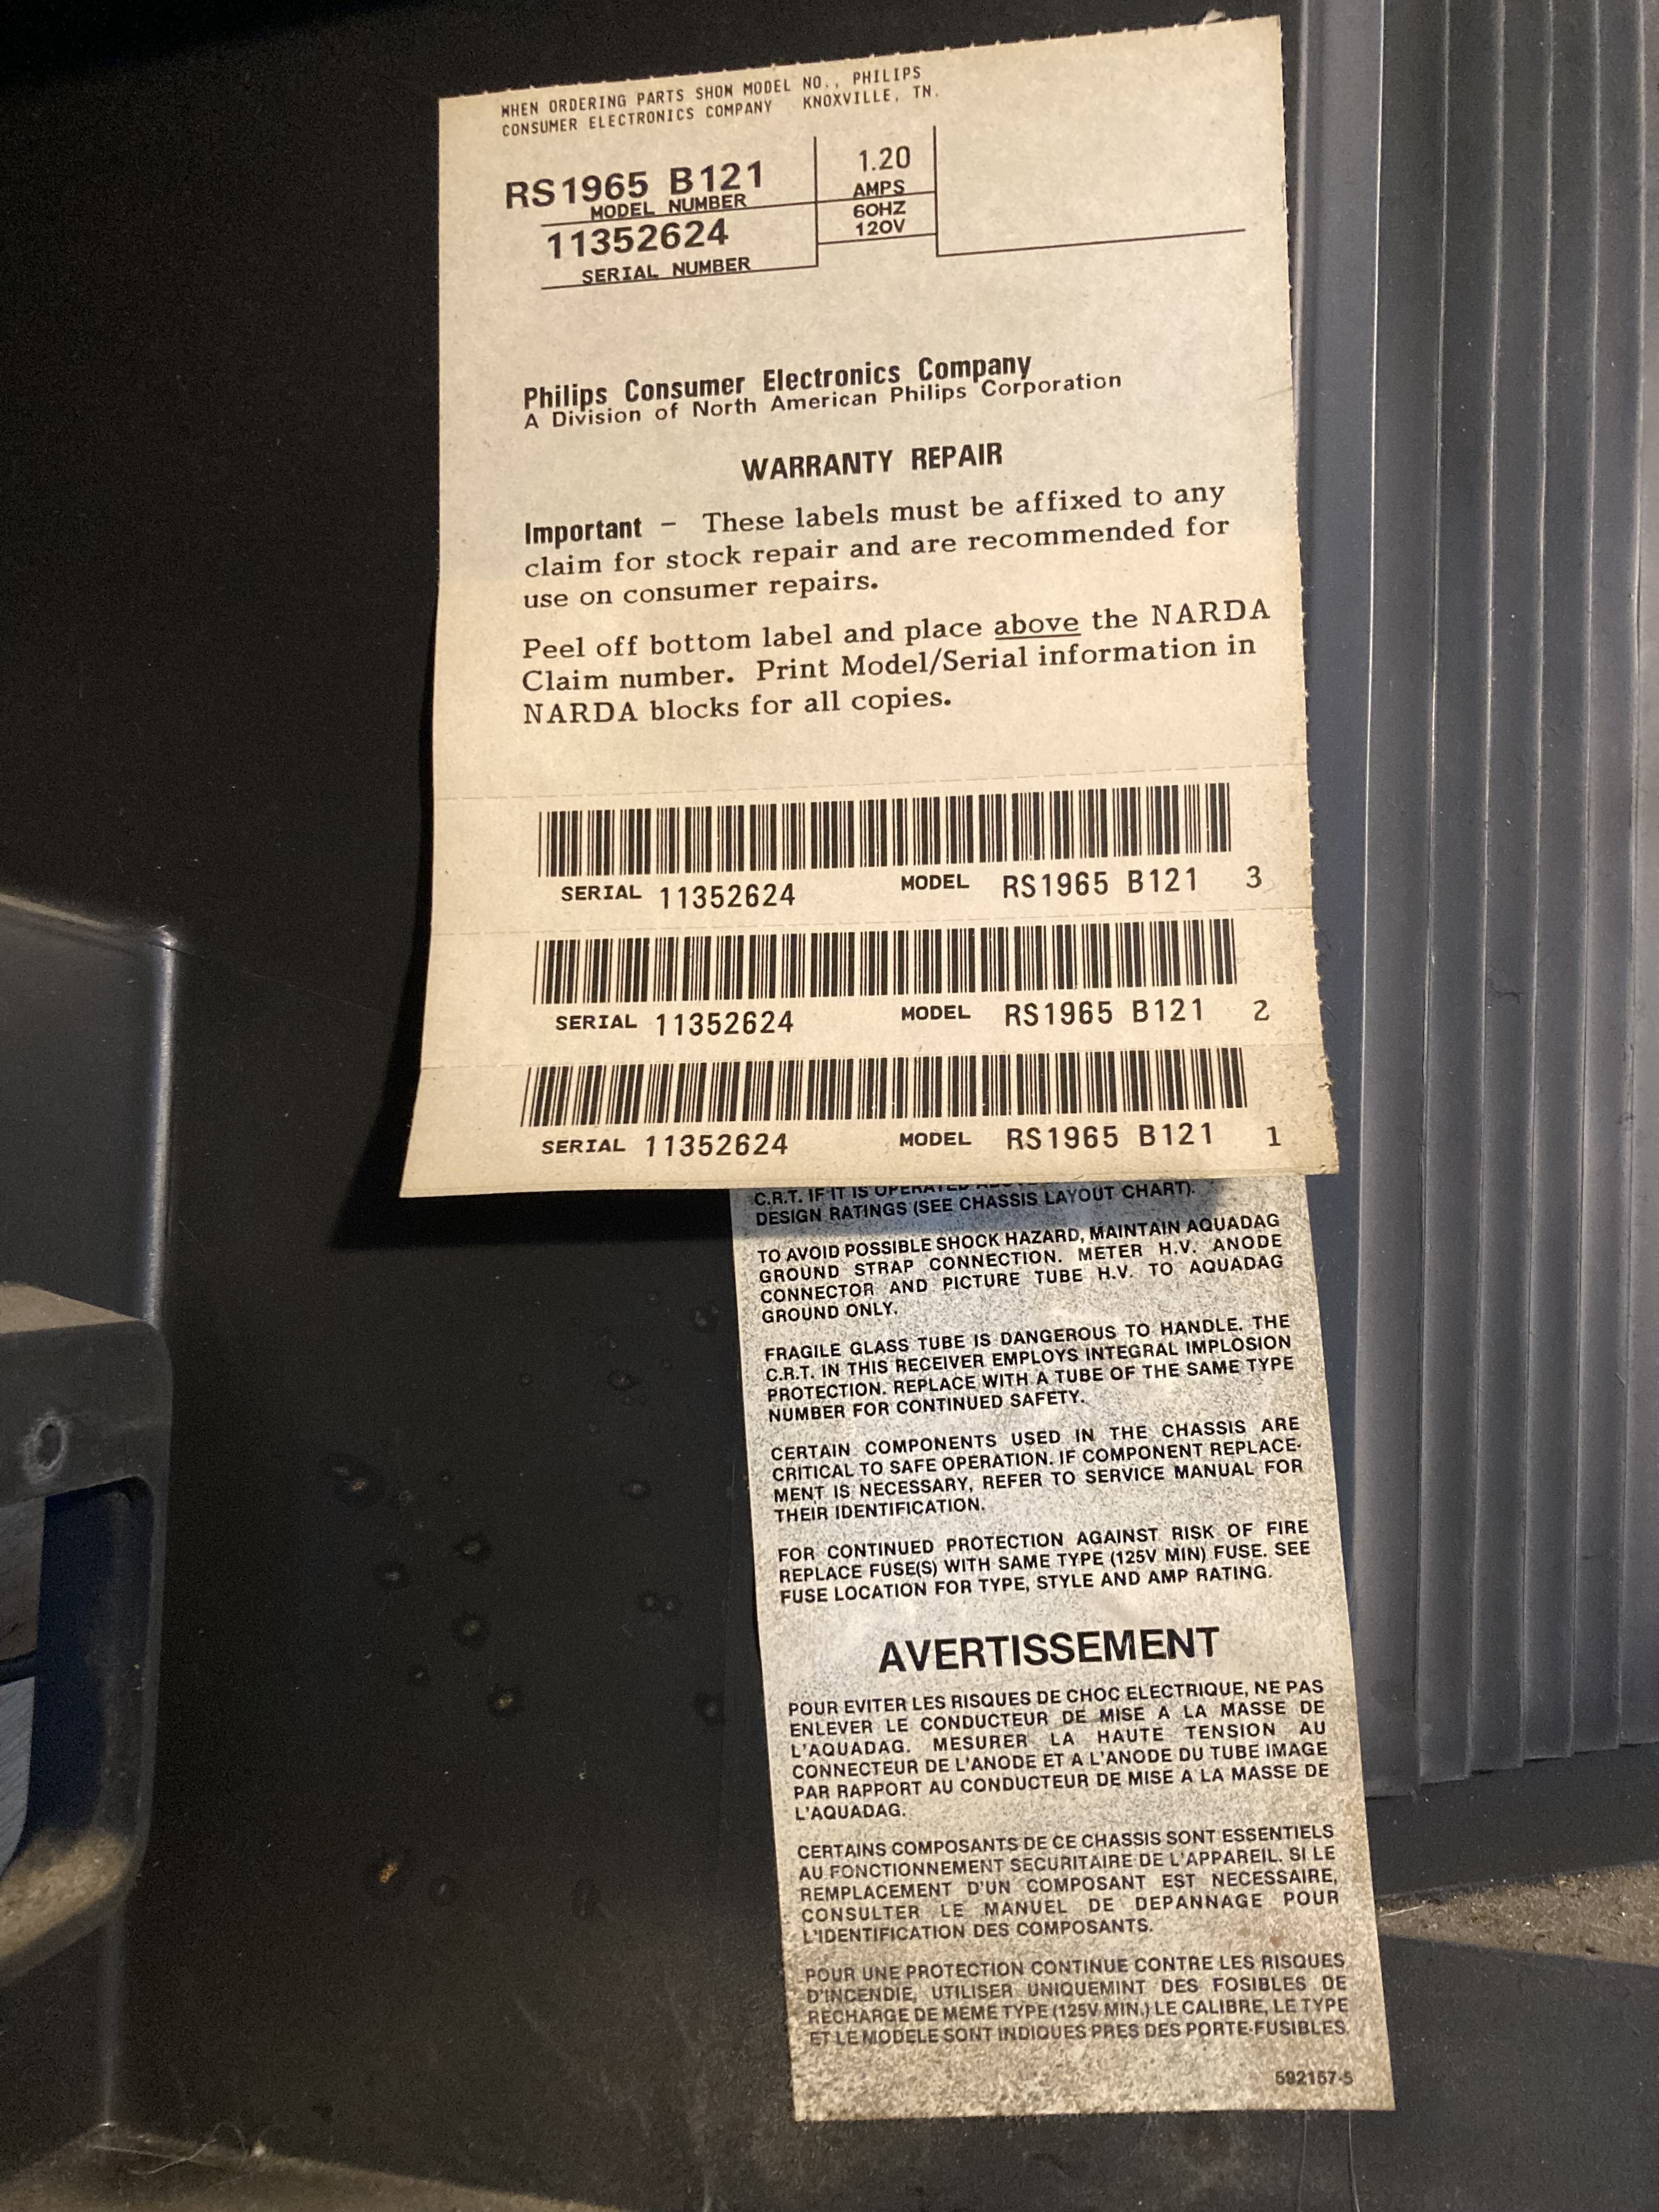 WHEN ORDERING PARTS SHOW MODEL NO., PHILIPS
CONSUMER ELECTRONICS COMPANY KNOXVILLE, TN.
RS1965 B121
MODEL NUMBER
11352624
SERIAL NUMBER
1.20
AMPS
60HZ
120V
Philips Consumer Electronics Company
A Division of North American Philips Corporation
WARRANTY REPAIR
Important – These labels must be affixed to any
claim for stock repair and are recommended for
use on consumer repairs.
Peel off bottom label and place above the NARDA
Claim number. Print Model/Serial information in
NARDA blocks for all copies.
SERIAL 11352624 MODEL RS1965 B121 3
SERIAL 11352624 MODEL RS1965 B121 2
SERIAL 11352624 MODEL RS1965 B121 1
C.R.T. IF IT IS OPERATED
DESIGN RATINGS (SEE CHASSIS LAYOUT CHART).
TO AVOID POSSIBLE SHOCK HAZARD, MAINTAIN AQUADAG
GROUND STRAP CONNECTION. METER H.V. ANODE
CONNECTOR AND PICTURE TUBE H.V. TO AQUADAG
GROUND ONLY.
FRAGILE GLASS TUBE IS DANGEROUS TO HANDLE. THE
C.R.T. IN THIS RECEIVER EMPLOYS INTEGRAL IMPLOSION
PROTECTION. REPLACE WITH A TUBE OF THE SAME TYPE
NUMBER FOR CONTINUED SAFETY.
CERTAIN COMPONENTS USED IN THE CHASSIS ARE
CRITICAL TO SAFE OPERATION. IF COMPONENT REPLACE-
MENT IS NECESSARY, REFER TO SERVICE MANUAL FOR
THEIR IDENTIFICATION.
FOR CONTINUED PROTECTION AGAINST RISK OF FIRE
REPLACE FUSE(S) WITH SAME TYPE (125V MIN) FUSE. SEE
FUSE LOCATION FOR TYPE, STYLE AND AMP RATING.
AVERTISSEMENT
POUR EVITER LES RISQUES DE CHOC ELECTRIQUE, NE PAS
ENLEVER LE CONDUCTEUR DE MISE A LA MASSE DE
L'AQUADAG. MESURER LA HAUTE TENSION AU
CONNECTEUR DE L'ANODE ET A L'ANODE DU TUBE IMAGE
PAR RAPPORT AU CONDUCTEUR DE MISE A LA MASSE DE
L'AQUADAG.
CERTAINS COMPOSANTS DE CE CHASSIS SONT ESSENTIELS
AU FONCTIONNEMENT SECURITAIRE DE L'APPAREIL. SI LE
REMPLACEMENT D'UN COMPOSANT EST NECESSAIRE,
CONSULTER LE MANUEL DE DEPANNAGE POUR
L'IDENTIFICATION DES COMPOSANTS.
POUR UNE PROTECTION CONTINUE CONTRE LES RISQUES
D'INCENDIE, UTILISER UNIQUEMINT DES FOSIBLES DE
RECHARGE DE MEME TYPE (125V MIN.) LE CALIBRE, LE TYPE
ET LE MODELE SONT INDIQUES PRES DES PORTE-FUSIBLES.
592157-5